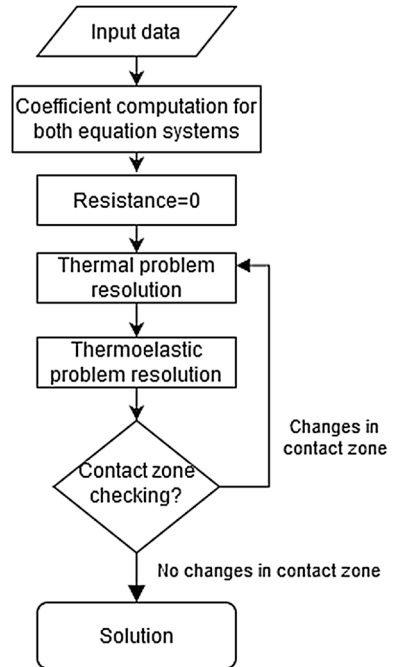 Input data
Coefficient computation for
both equation systems
Resistance=0
Thermal problem
resolution
Thermoelastic
problem resolution
Contact zone
checking?
Changes in
contact zone
No changes in contact zone
Solution